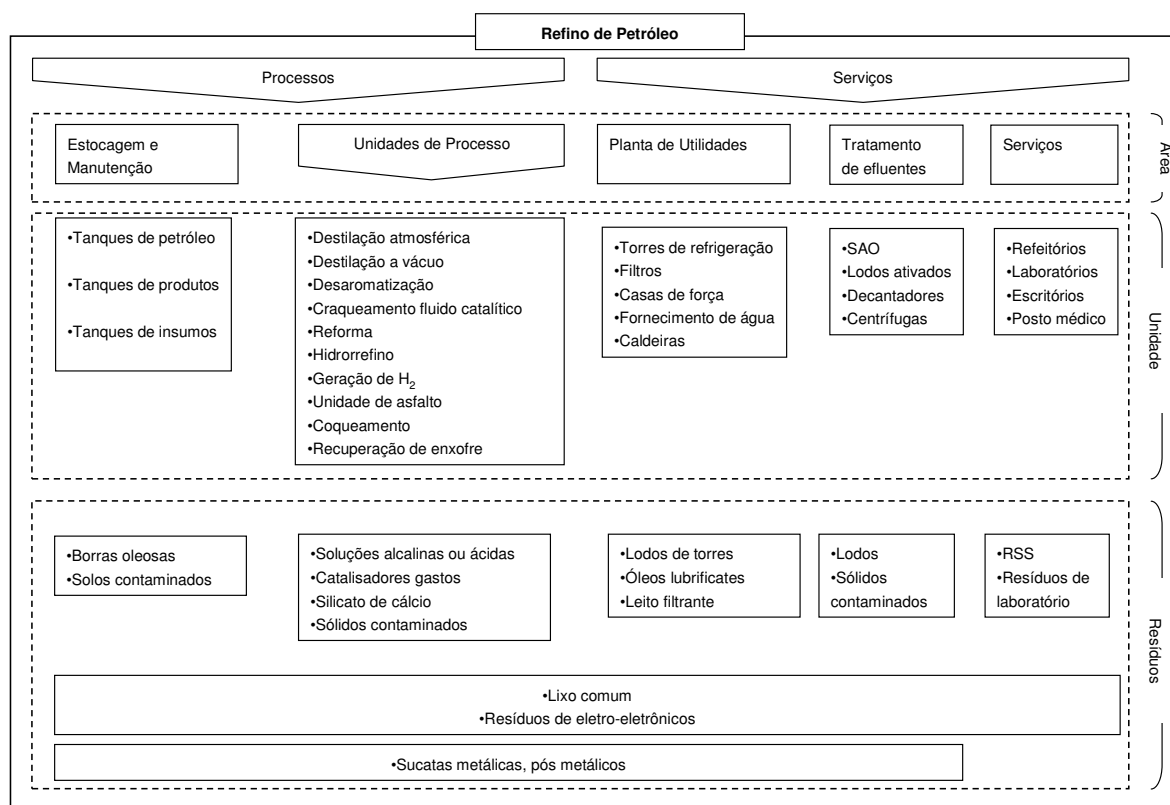 Refino de Petróleo
Processos
Serviços
Estocagem e
Manutenção
Unidades de Processo
Planta de Utilidades
Tratamento
de efluentes
Serviços
Área
•Tanques de petróleo
•Tanques de produtos
•Tanques de insumos
•Destilação atmosférica
•Destilação a vácuo
•Desaromatização
•Craqueamento fluido catalítico
•Reforma
•Hidrorrefino
•Geração de H2
•Unidade de asfalto
•Coqueamento
•Recuperação de enxofre
•Torres de refrigeração
•Filtros
•Casas de força
•Fornecimento de água
•Caldeiras
•SAO
•Lodos ativados
•Decantadores
•Centrífugas
•Refeitórios
•Laboratórios
•Escritórios
•Posto médico
Unidade
•Borras oleosas
•Solos contaminados
•Soluções alcalinas ou ácidas
•Catalisadores gastos
•Silicato de cálcio
•Sólidos contaminados
•Lodos de torres
•Óleos lubrificates
•Leito filtrante
•Lodos
•Sólidos
contaminados
•RSS
•Resíduos de
laboratório
Resíduos
•Lixo comum
•Resíduos de eletro-eletrônicos
•Sucatas metálicas, pós metálicos